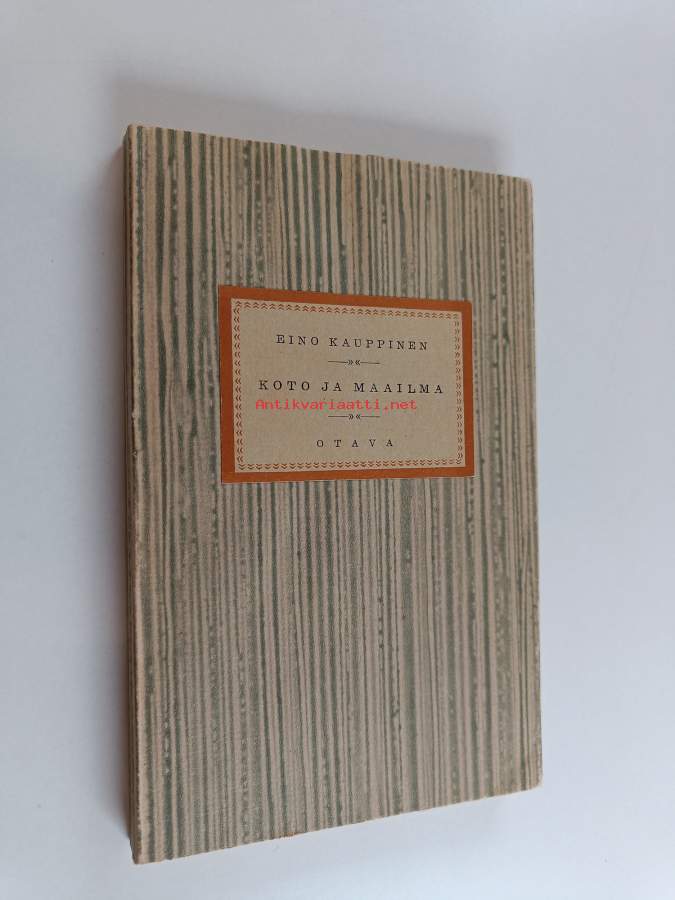 EINO KAUPPINEN
KOTO JA MAAILMA
Antikvariaatti.net
OTAVA